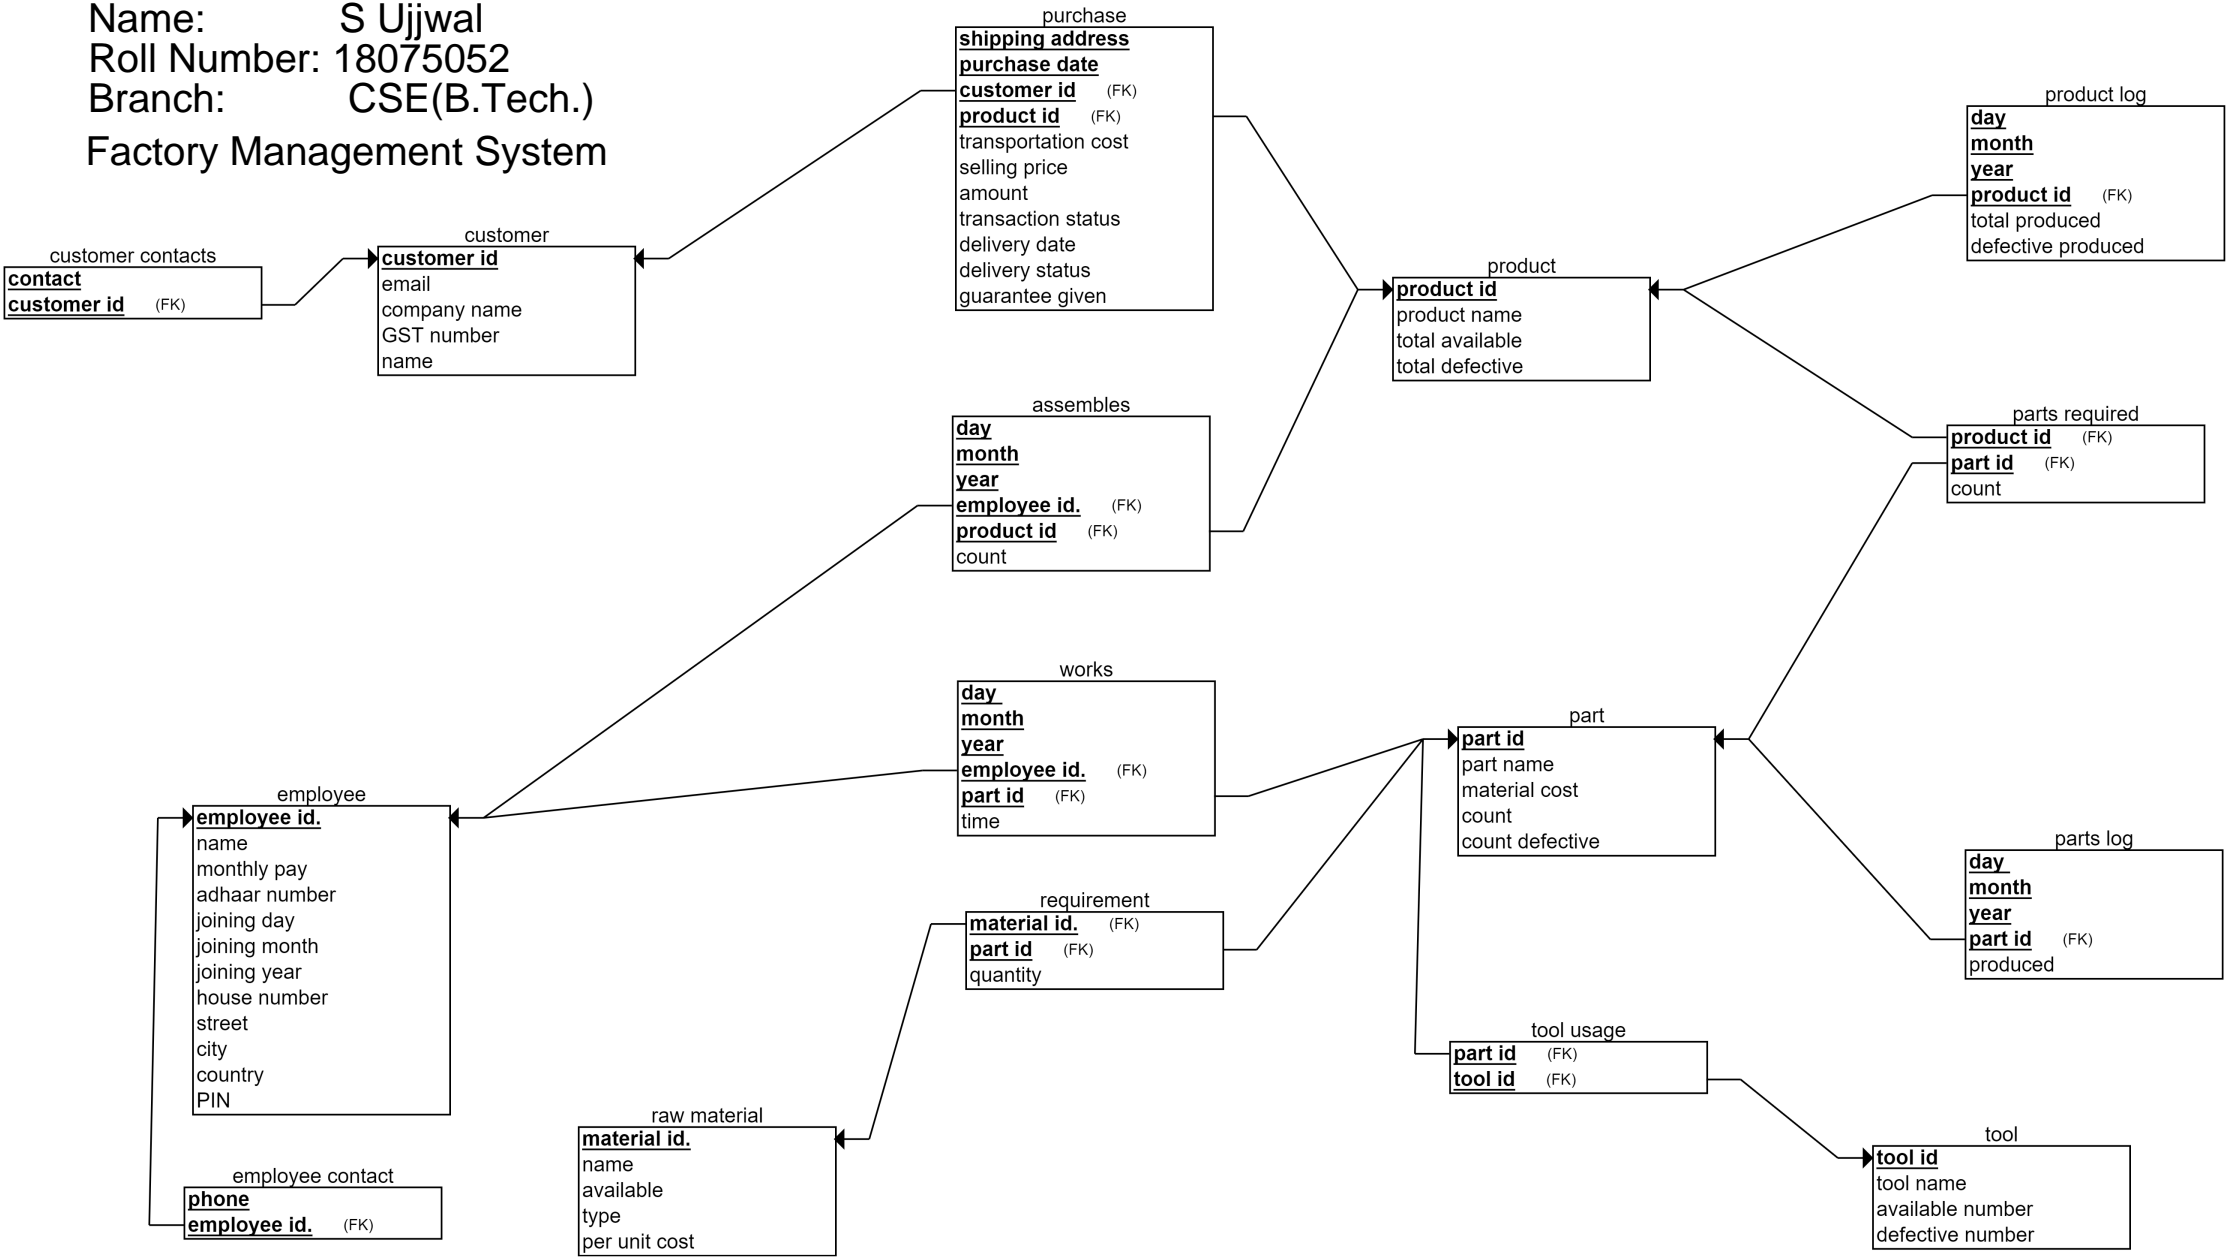 Name: S Ujjwal
Roll Number: 18075052
Branch: CSE(B.Tech.)
Factory Management System
purchase
shipping address
purchase date
customer id (FK)
product id (FK)
transportation cost
selling price
amount
transaction status
delivery date
delivery status
guarantee given
product log
day
month
year
product id (FK)
total produced
defective produced
customer contacts
contact
customer id (FK)
customer
customer id
email
company name
GST number
name
product
product id
product name
total available
total defective
assembles
day
month
year
employee id. (FK)
product id (FK)
count
parts required
product id (FK)
part id (FK)
count
works
day
month
year
employee id. (FK)
part id (FK)
time
part
part id
part name
material cost
count
count defective
employee
employee id.
name
monthly pay
adhaar number
joining day
joining month
joining year
house number
street
city
country
PIN
parts log
day
month
year
part id (FK)
produced
requirement
material id. (FK)
part id (FK)
quantity
tool usage
part id (FK)
tool id (FK)
raw material
material id.
name
available
type
per unit cost
tool
tool id
tool name
available number
defective number
employee contact
phone
employee id. (FK)